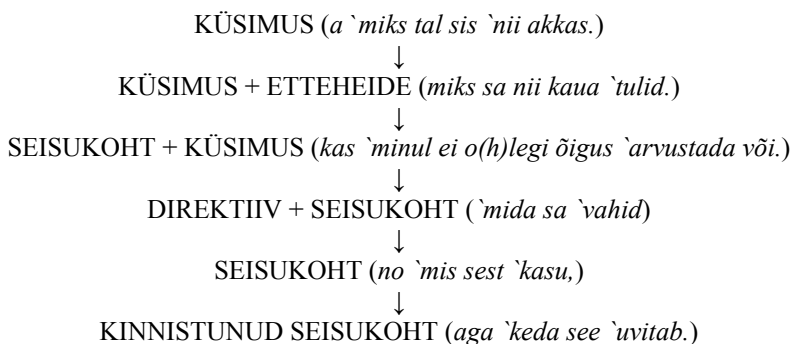 KÜSIMUS (a `miks tal sis `nii akkas.)
↓
KÜSIMUS + ETTEHEIDE (miks sa nii kaua `tulid.)
↓
SEISUKOHT + KÜSIMUS (kas `minul ei o(h)legi õigus `arvustada või.)
↓
DIREKTIIV + SEISUKOHT (`mida sa `vahid)
↓
SEISUKOHT (no `mis sest `kasu,)
↓
KINNISTUNUD SEISUKOHT (aga `keda see `uvitab.)